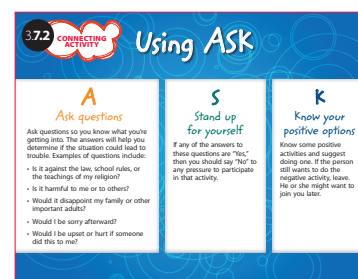 3.7.2
CONNECTING
ACTIVITY
Using ASK
A
Ask questions
Ask questions so you know what you're
getting into. The answers will help you
determine if the situation could lead to
trouble. Examples of questions include:
• Is it against the law, school rules, or
the teachings of my religion?
• Is it harmful to me or to others?
• Would it disappoint my family or other
important adults?
• Would I be sorry afterward?
• Would I be upset or hurt if someone
did this to me?
S
Stand up
for yourself
If any of the answers to
these questions are "Yes,"
then you should say "No" to
any pressure to participate
in that activity.
K
Know your
positive options
Know some positive
activities and suggest
doing one. If the person
still wants to do the
negative activity, leave.
He or she might want to
join you later.